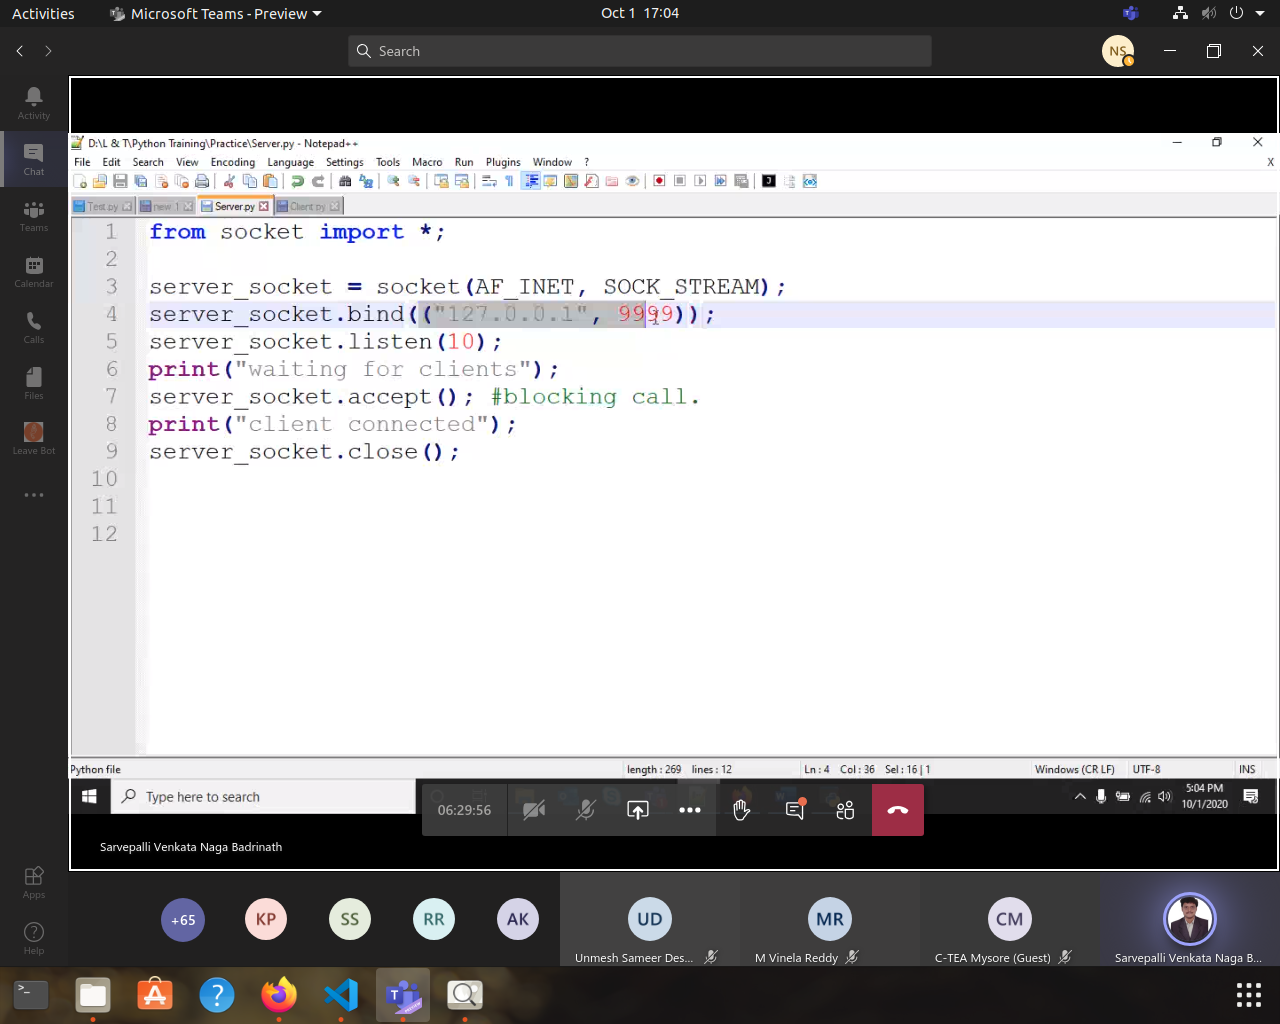 Activities Microsoft Teams - Preview Oct 1 17:04
Search NS
Activity
Chat
Teams
Calendar
Calls
Files
Leave Bot
Apps
Help
D:\L & T\Python Training\Practice\Server.py - Notepad++
File Edit Search View Encoding Language Settings Tools Macro Run Plugins Window ? X
Test.py new 1 Server.py Client.py
1 from socket import *;
2
3 server_socket = socket(AF_INET, SOCK_STREAM);
4 server_socket.bind(("127.0.0.1", 9999));
5 server_socket.listen(10);
6 print("waiting for clients");
7 server_socket.accept(); #blocking call.
8 print("client connected");
9 server_socket.close();
10
11
12
Python file length : 269 lines : 12 Ln : 4 Col : 36 Sel : 16 | 1 Windows (CR LF) UTF-8 INS
Type here to search 5:04 PM
10/1/2020
06:29:56
Sarvepalli Venkata Naga Badrinath
+65 KP SS RR AK UD MR CM
Unmesh Sameer Des... M Vinela Reddy C-TEA Mysore (Guest) Sarvepalli Venkata Naga B...